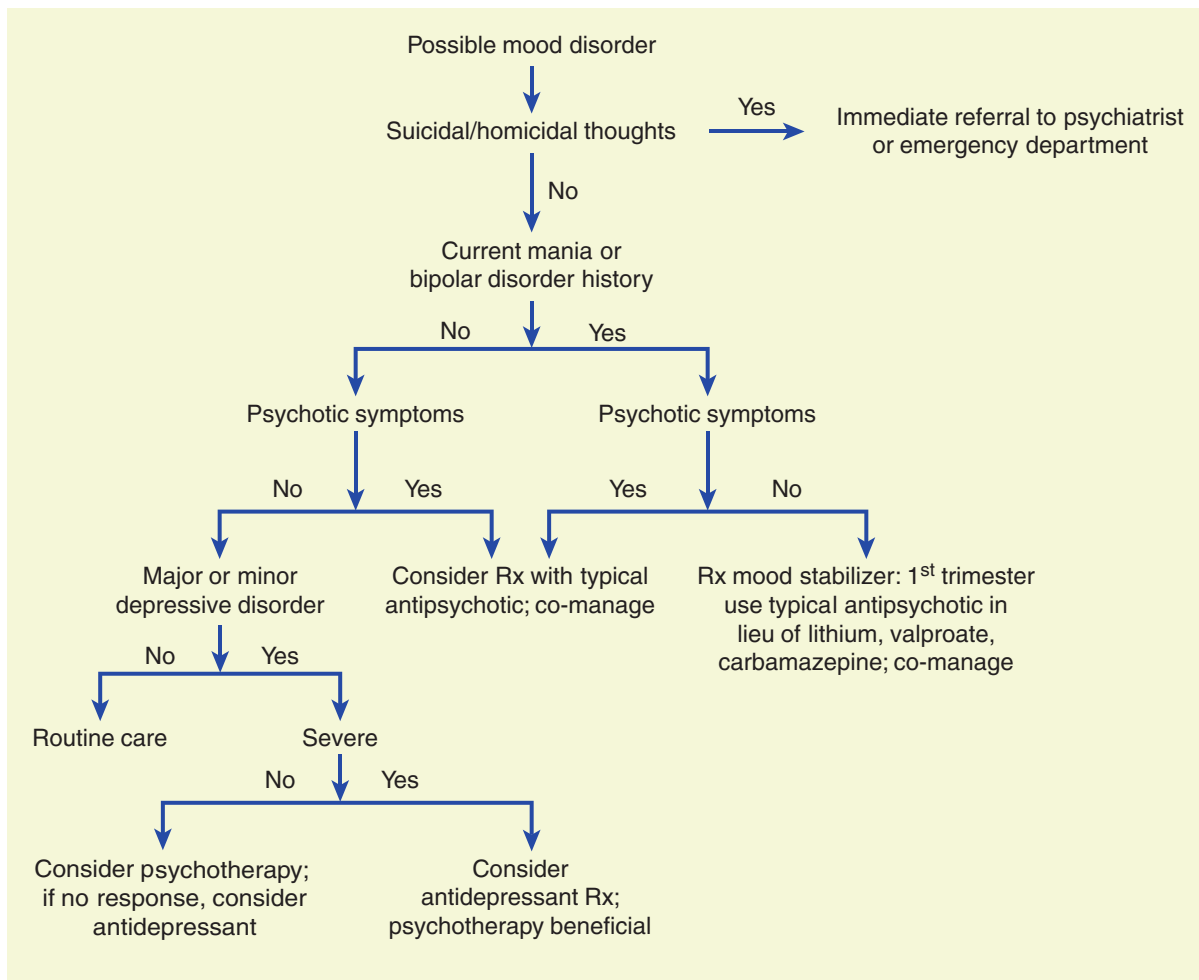 Possible mood disorder
Suicidal/homicidal thoughts
Yes
Immediate referral to psychiatrist
or emergency department
No
Current mania or
bipolar disorder history
No
Yes
Psychotic symptoms
Psychotic symptoms
No
Yes
Yes
No
Major or minor
depressive disorder
Consider Rx with typical
antipsychotic; co-manage
Rx mood stabilizer: 1st trimester
use typical antipsychotic in
lieu of lithium, valproate,
carbamazepine; co-manage
No
Yes
Routine care
Severe
No
Yes
Consider psychotherapy;
if no response, consider
antidepressant
Consider
antidepressant Rx;
psychotherapy beneficial